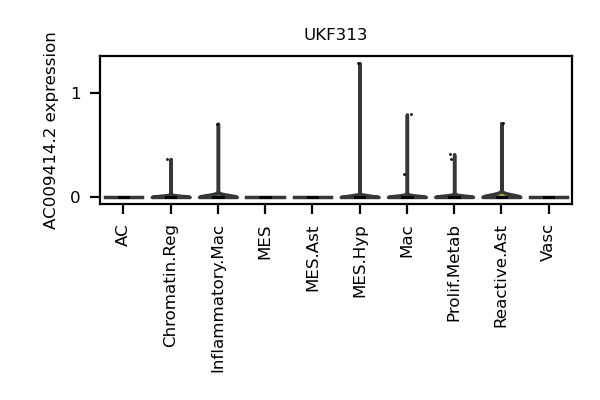 UKF313
AC009414.2 expression
1
0
AC
Chromatin.Reg
Inflammatory.Mac
MES
MES.Ast
MES.Hyp
Mac
Prolif.Metab
Reactive.Ast
Vasc